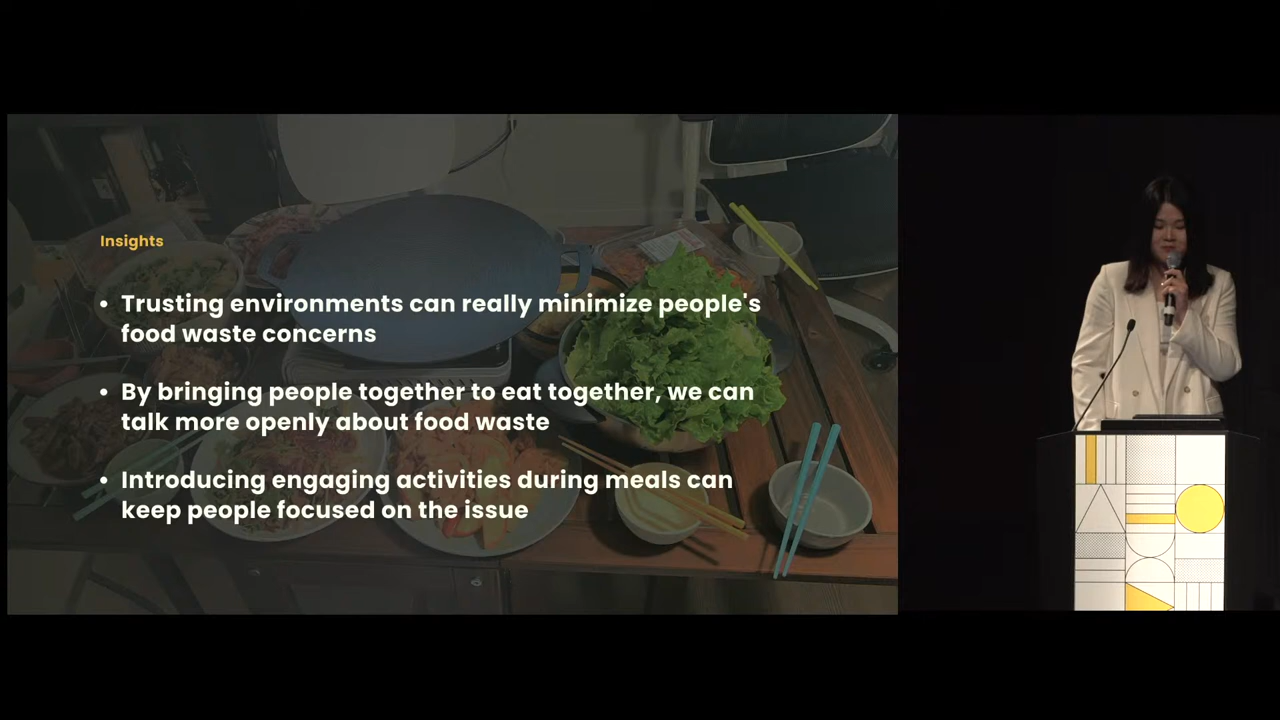 Insights
• Trusting environments can really minimize people's
food waste concerns
• By bringing people together to eat together, we can
talk more openly about food waste
• Introducing engaging activities during meals can
keep people focused on the issue